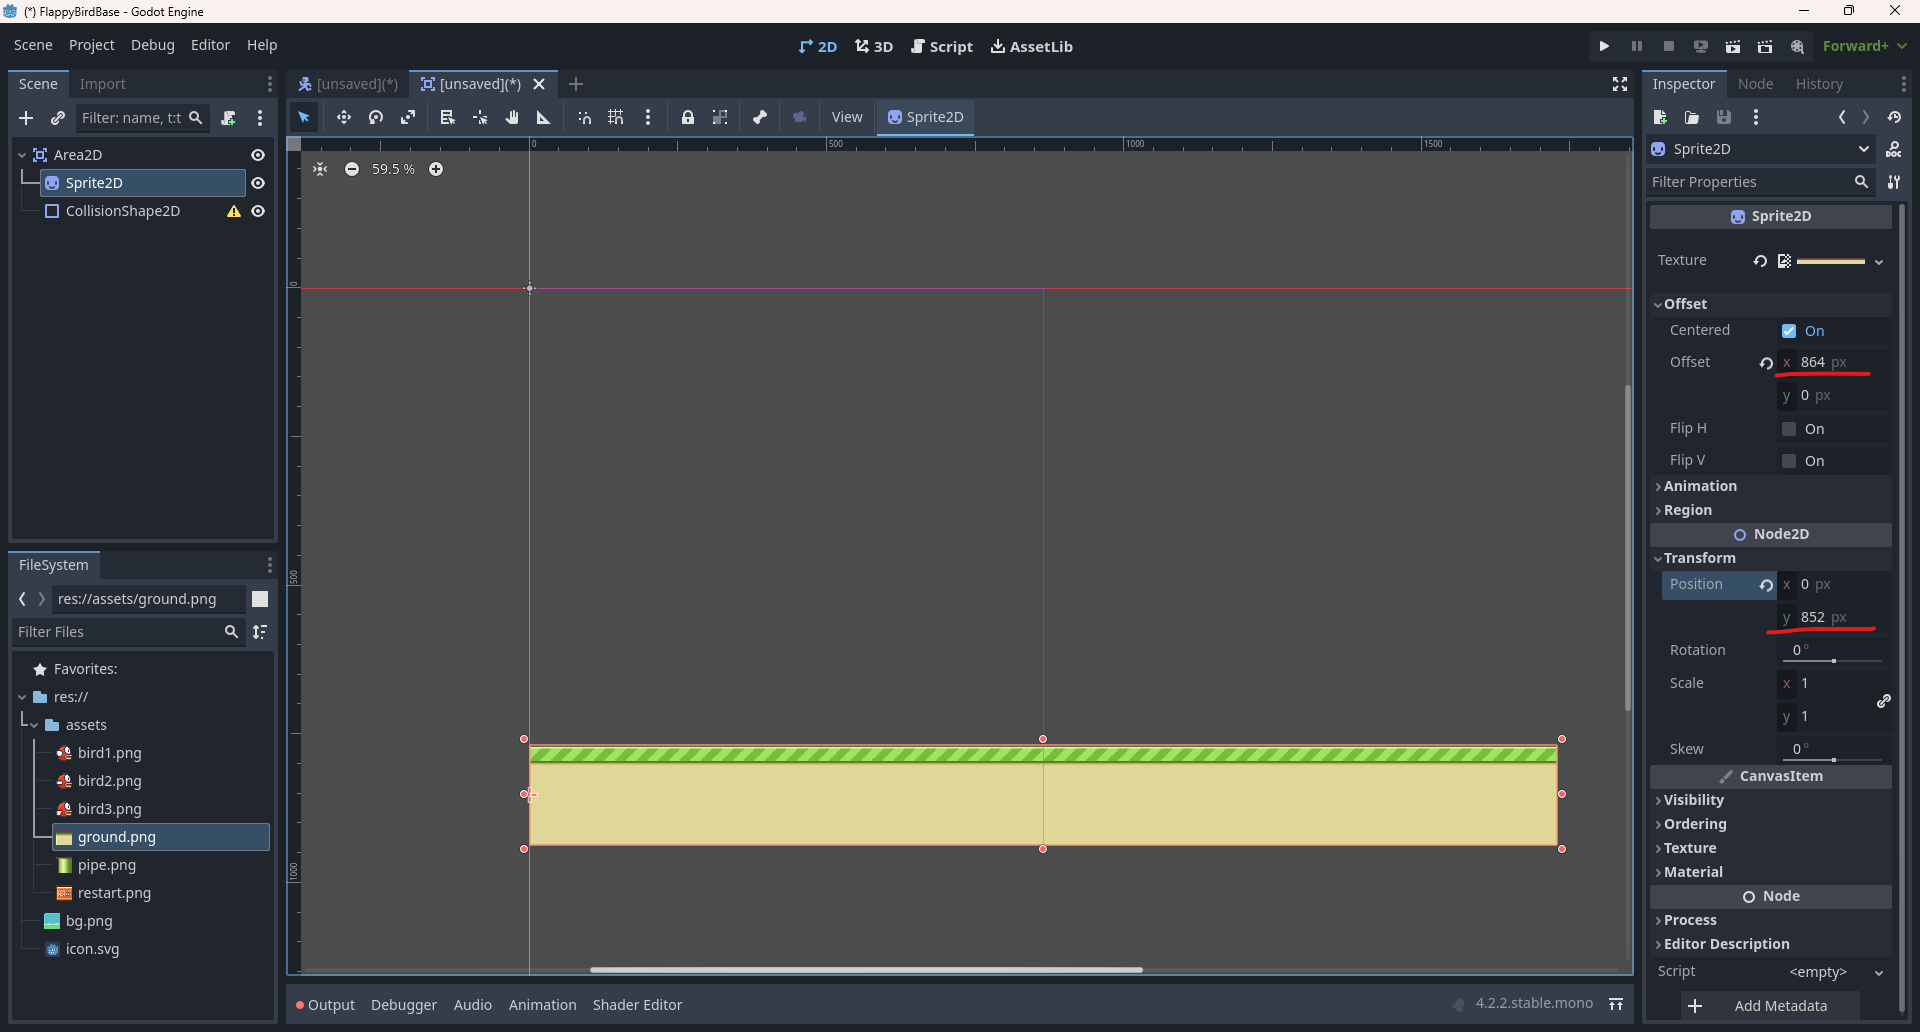 (*) FlappyBirdBase - Godot Engine
Scene Project Debug Editor Help
2D 3D Script AssetLib
Forward+
Scene Import
[unsaved](*) [unsaved](*)
Inspector Node History
Filter: name, t:t
View Sprite2D
Area2D
Sprite2D
CollisionShape2D
0 500 1000 1500
59.5 %
0
500
1000
FileSystem
res://assets/ground.png
Filter Files
Favorites:
res://
assets
bird1.png
bird2.png
bird3.png
ground.png
pipe.png
restart.png
bg.png
icon.svg
Output Debugger Audio Animation Shader Editor
4.2.2.stable.mono
Sprite2D
DOC
Filter Properties
Sprite2D
Texture
Offset
Centered On
Offset x 864 px
y 0 px
Flip H On
Flip V On
Animation
Region
Node2D
Transform
Position x 0 px
y 852 px
Rotation 0 °
Scale x 1
y 1
Skew 0 °
CanvasItem
Visibility
Ordering
Texture
Material
Node
Process
Editor Description
Script <empty>
Add Metadata